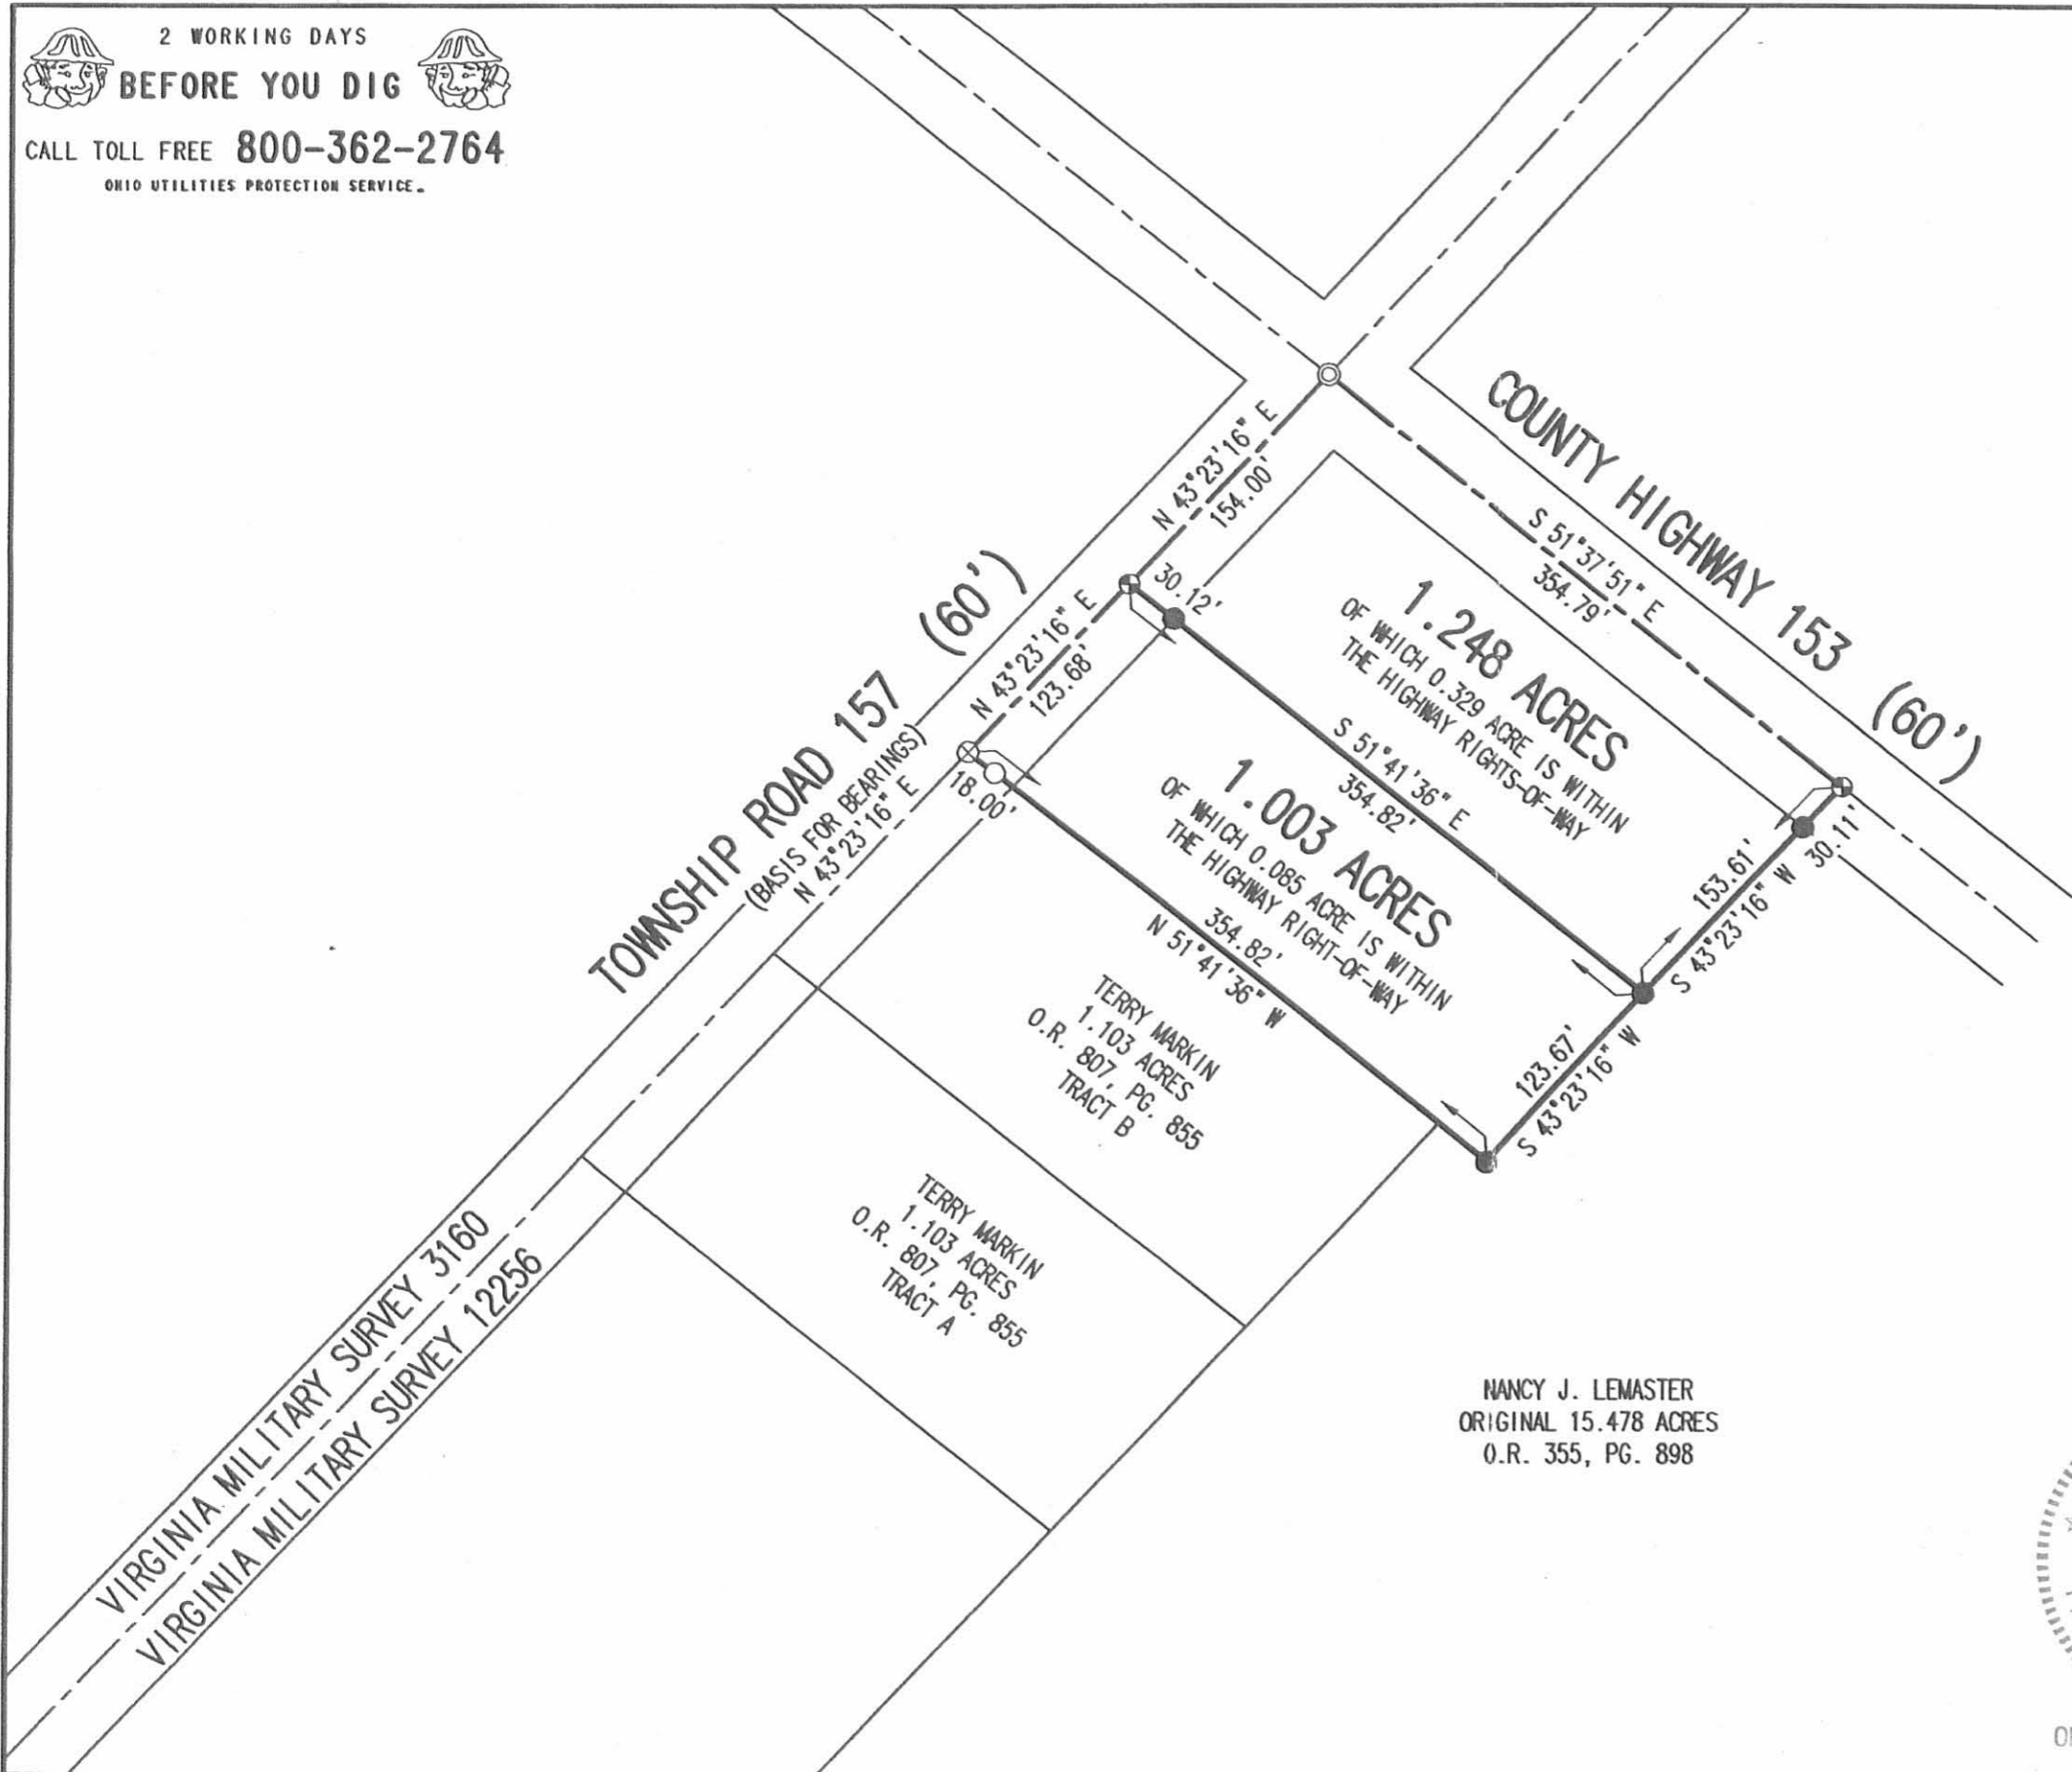 2 WORKING DAYS
BEFORE YOU DIG
CALL TOLL FREE 800-362-2764
OHIO UTILITIES PROTECTION SERVICE.
COUNTY HIGHWAY 153 (60')
N 43°23'16" E
154.00'
S 51°37'51" E
354.79'
30.12'
1.248 ACRES
OF WHICH 0.329 ACRE IS WITHIN
THE HIGHWAY RIGHTS-OF-WAY
N 43°23'16" E
123.68'
TOWNSHIP ROAD 157 (60')
(BASIS FOR BEARINGS)
N 43°23'16" E
18.00'
S 51°41'36" E
354.82'
1.003 ACRES
OF WHICH 0.085 ACRE IS WITHIN
THE HIGHWAY RIGHT-OF-WAY
153.61'
S 43°23'16" W 30.11'
354.82'
N 51°41'36" W
123.67'
S 43°23'16" W
TERRY MARKIN
1.103 ACRES
O.R. 807, PG. 855
TRACT B
TERRY MARKIN
1.103 ACRES
O.R. 807, PG. 855
TRACT A
VIRGINIA MILITARY SURVEY 3160
VIRGINIA MILITARY SURVEY 12256
NANCY J. LEMASTER
ORIGINAL 15.478 ACRES
O.R. 355, PG. 898